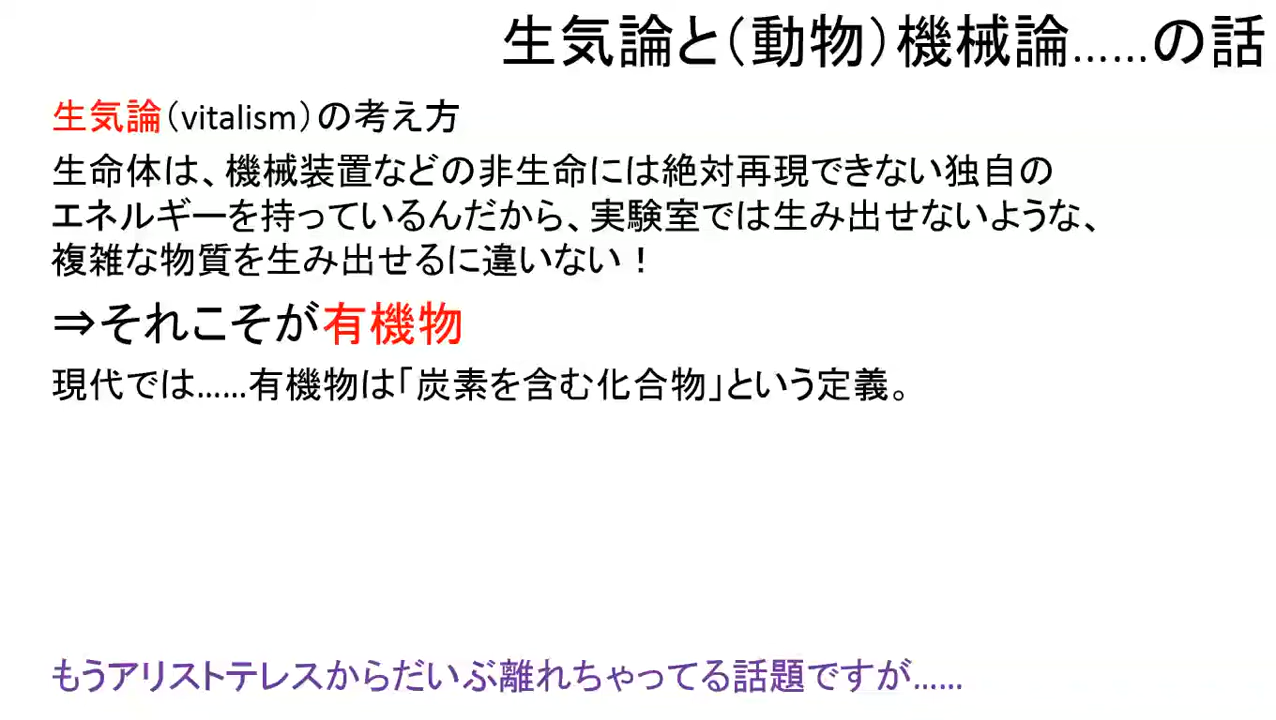 生気論と（動物）機械論……の話
生気論（vitalism）の考え方
生命体は、機械装置などの非生命には絶対再現できない独自の
エネルギーを持っているんだから、実験室では生み出せないような、
複雑な物質を生み出せるに違いない！
⇒それこそが有機物
現代では……有機物は「炭素を含む化合物」という定義。
もうアリストテレスからだいぶ離れちゃってる話題ですが……